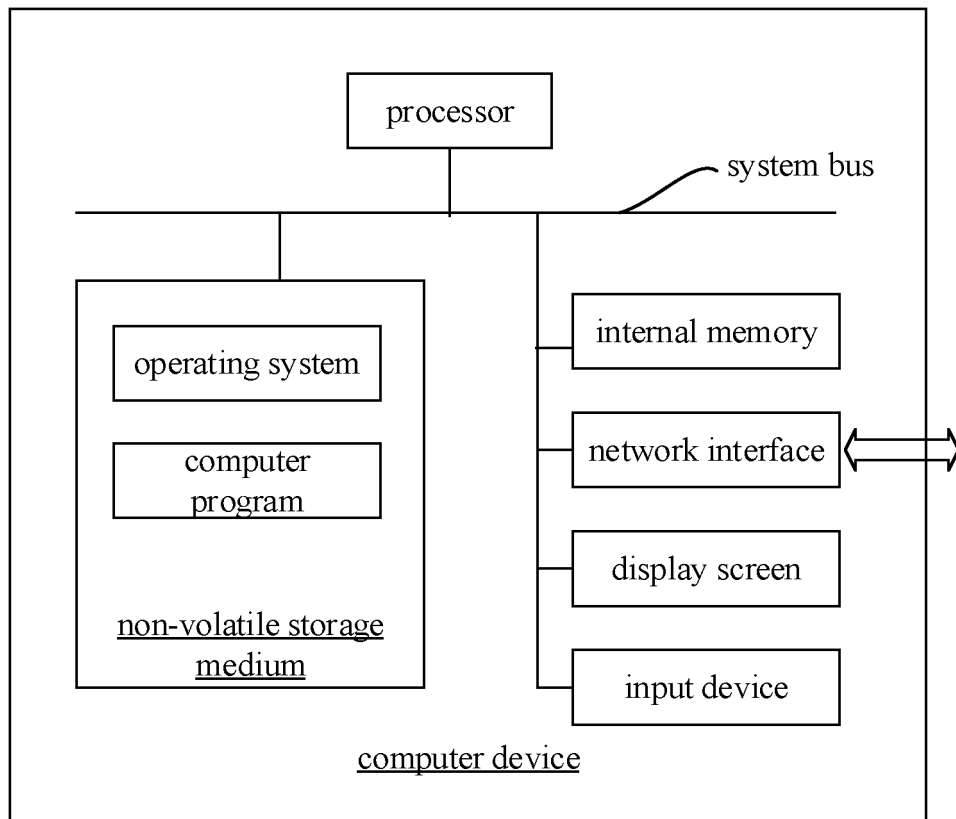 processor
system bus
operating system
computer
program
non-volatile storage
medium
internal memory
network interface
display screen
input device
computer device